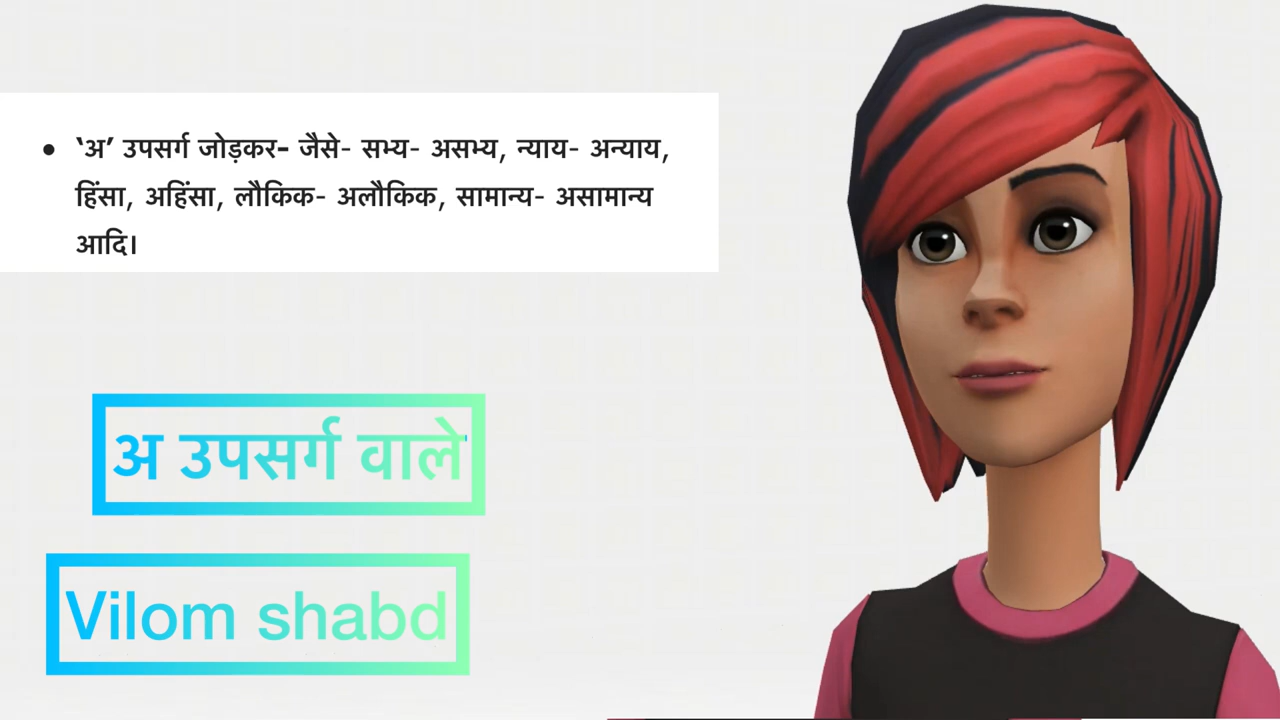 • ‘अ’ उपसर्ग जोड़कर- जैसे- सभ्य- असभ्य, न्याय- अन्याय,
हिंसा, अहिंसा, लौकिक- अलौकिक, सामान्य- असामान्य
आदि।
अ उपसर्ग वाले
Vilom shabd